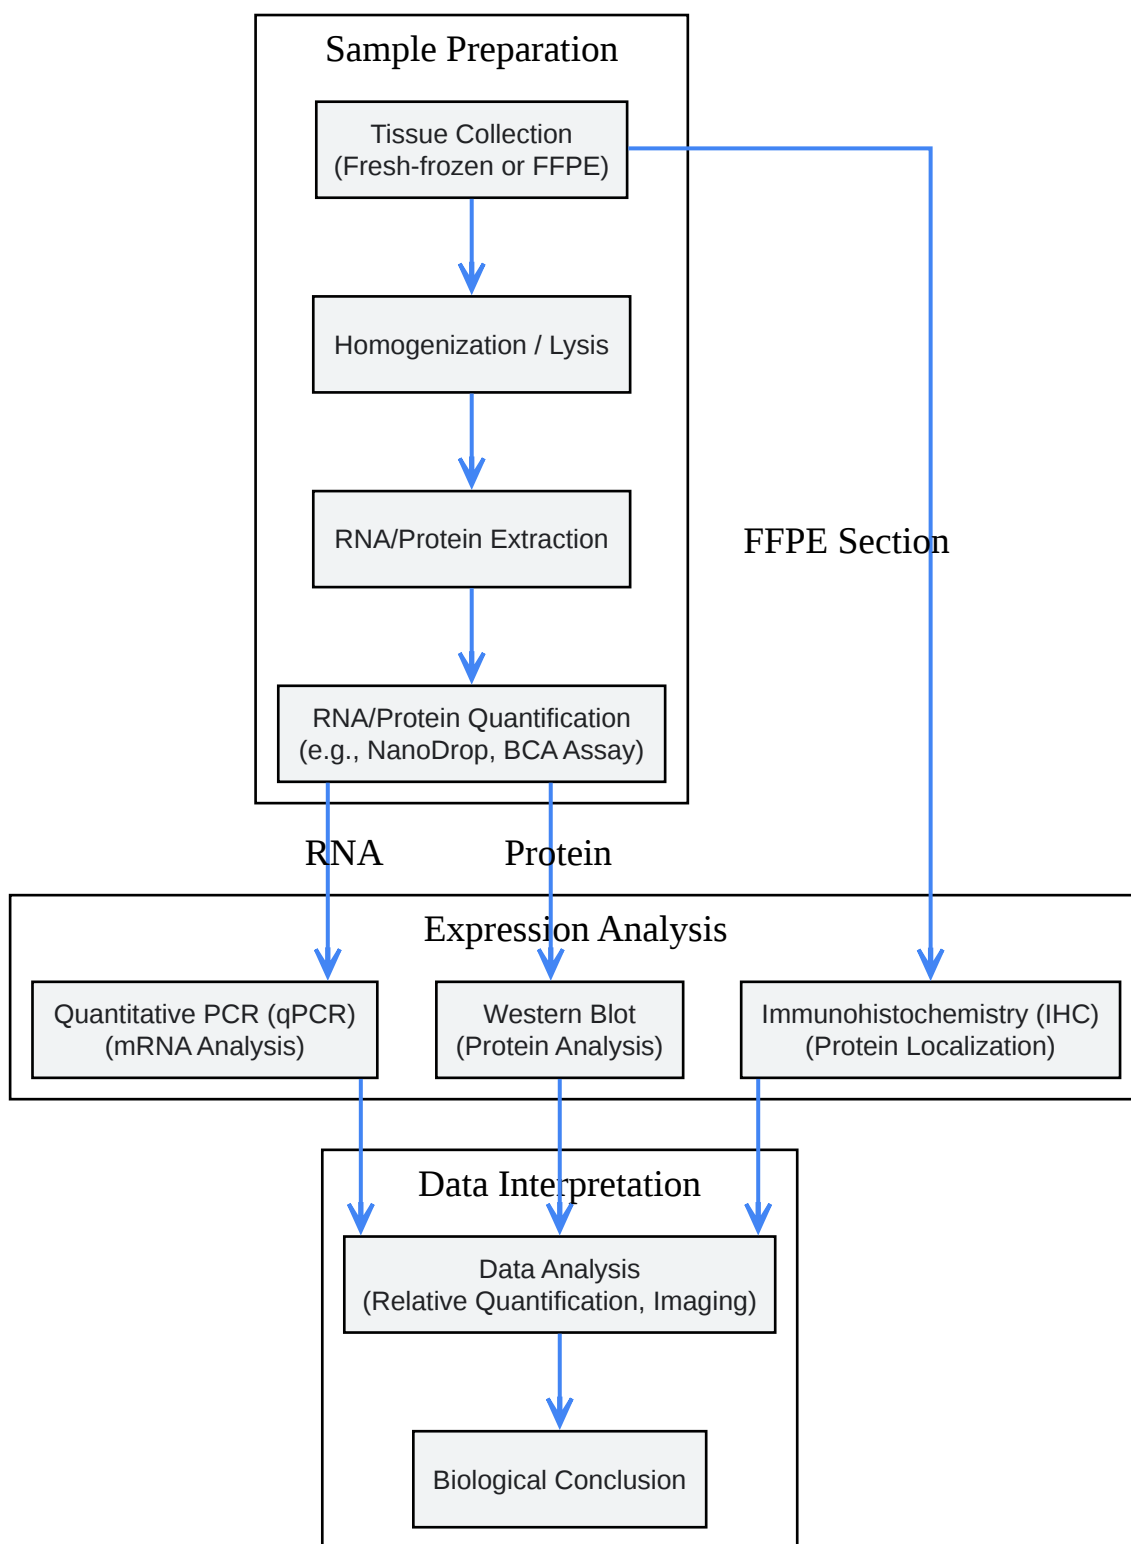 Sample Preparation
Tissue Collection
(Fresh-frozen or FFPE)
Homogenization / Lysis
RNA/Protein Extraction
FFPE Section
RNA/Protein Quantification
(e.g., NanoDrop, BCA Assay)
RNA
Protein
Expression Analysis
Quantitative PCR (qPCR)
(mRNA Analysis)
Western Blot
(Protein Analysis)
Immunohistochemistry (IHC)
(Protein Localization)
Data Interpretation
Data Analysis
(Relative Quantification, Imaging)
Biological Conclusion